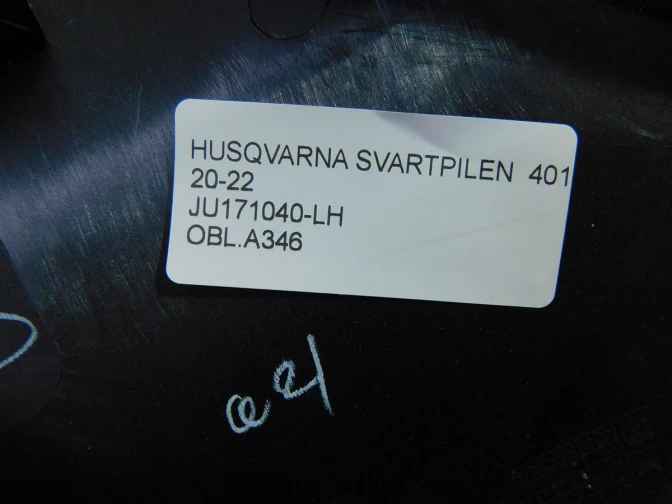 HUSQVARNA SVARTPILEN 401
20-22
JU171040-LH
OBL.A346